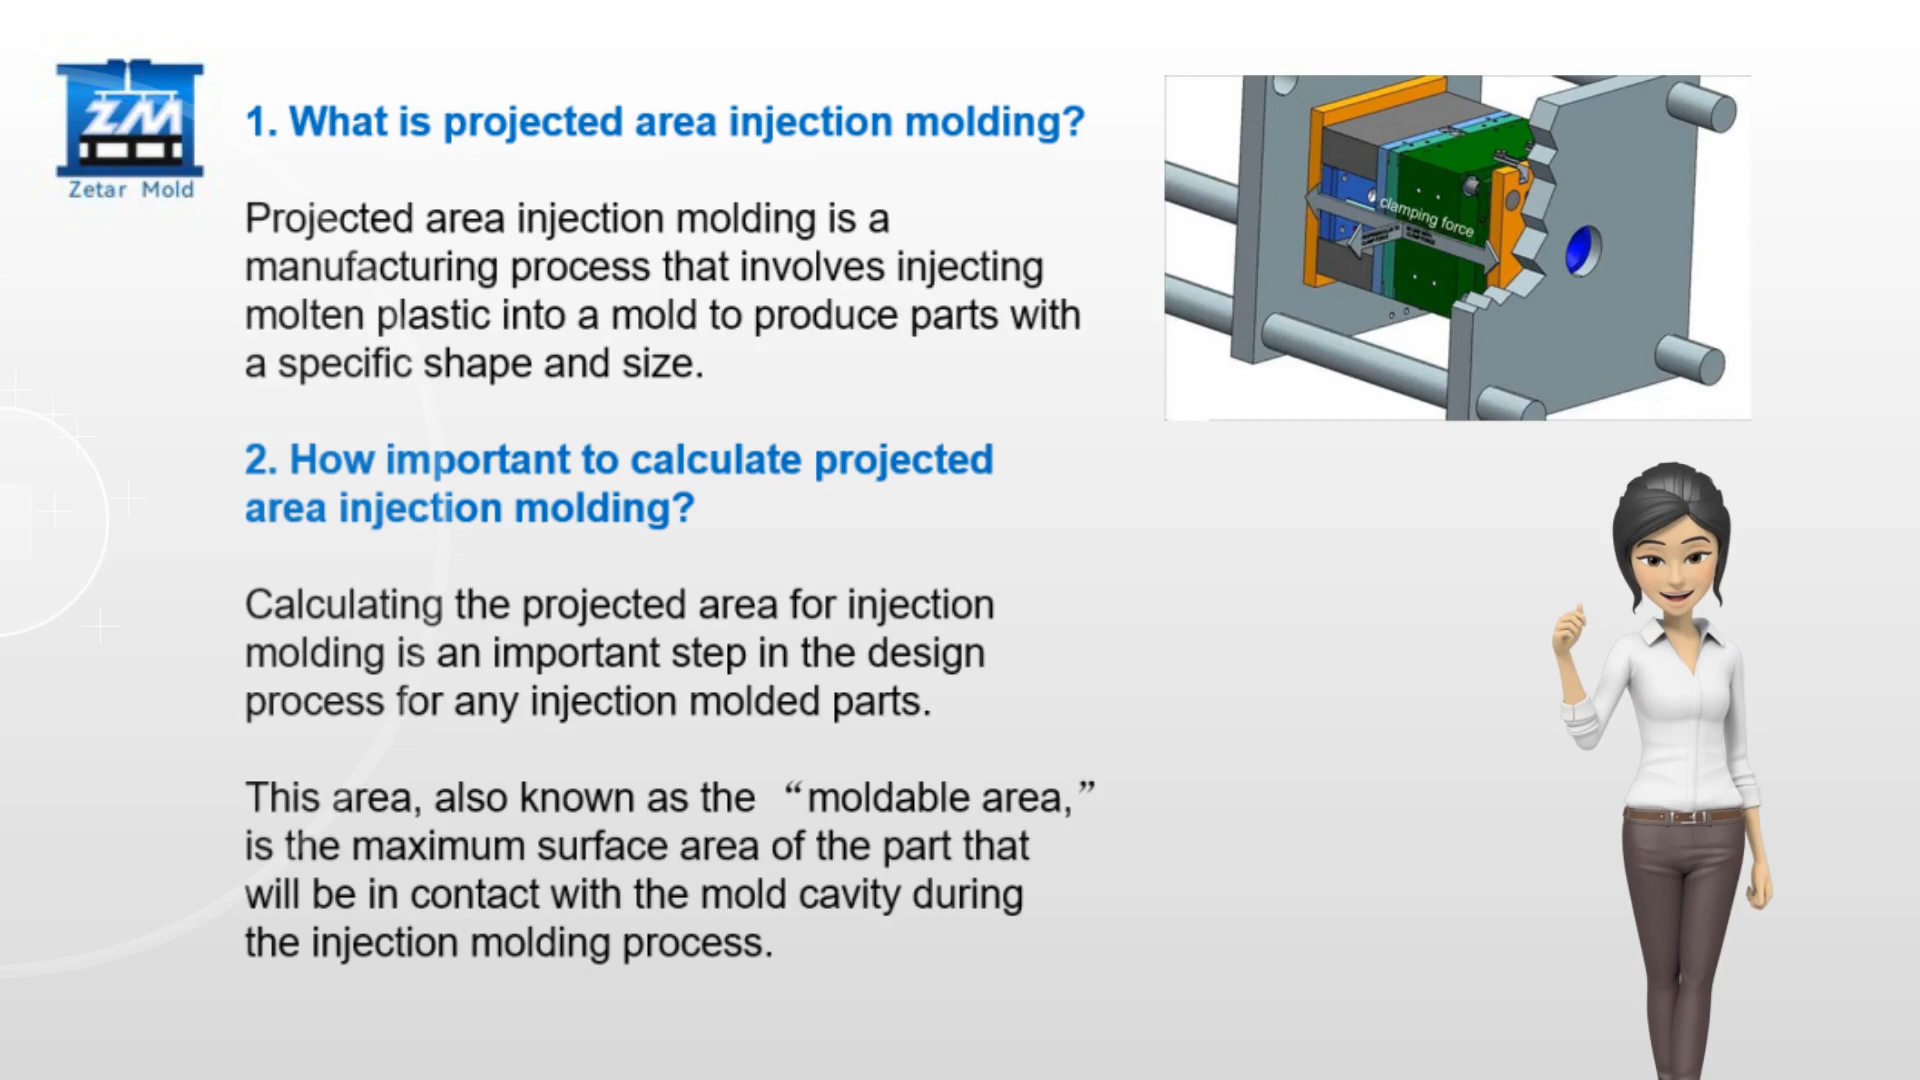 ZM
Zetar Mold
1. What is projected area injection molding?
Projected area injection molding is a
manufacturing process that involves injecting
molten plastic into a mold to produce parts with
a specific shape and size.
2. How important to calculate projected
area injection molding?
Calculating the projected area for injection
molding is an important step in the design
process for any injection molded parts.
This area, also known as the “moldable area,”
is the maximum surface area of the part that
will be in contact with the mold cavity during
the injection molding process.
clamping force